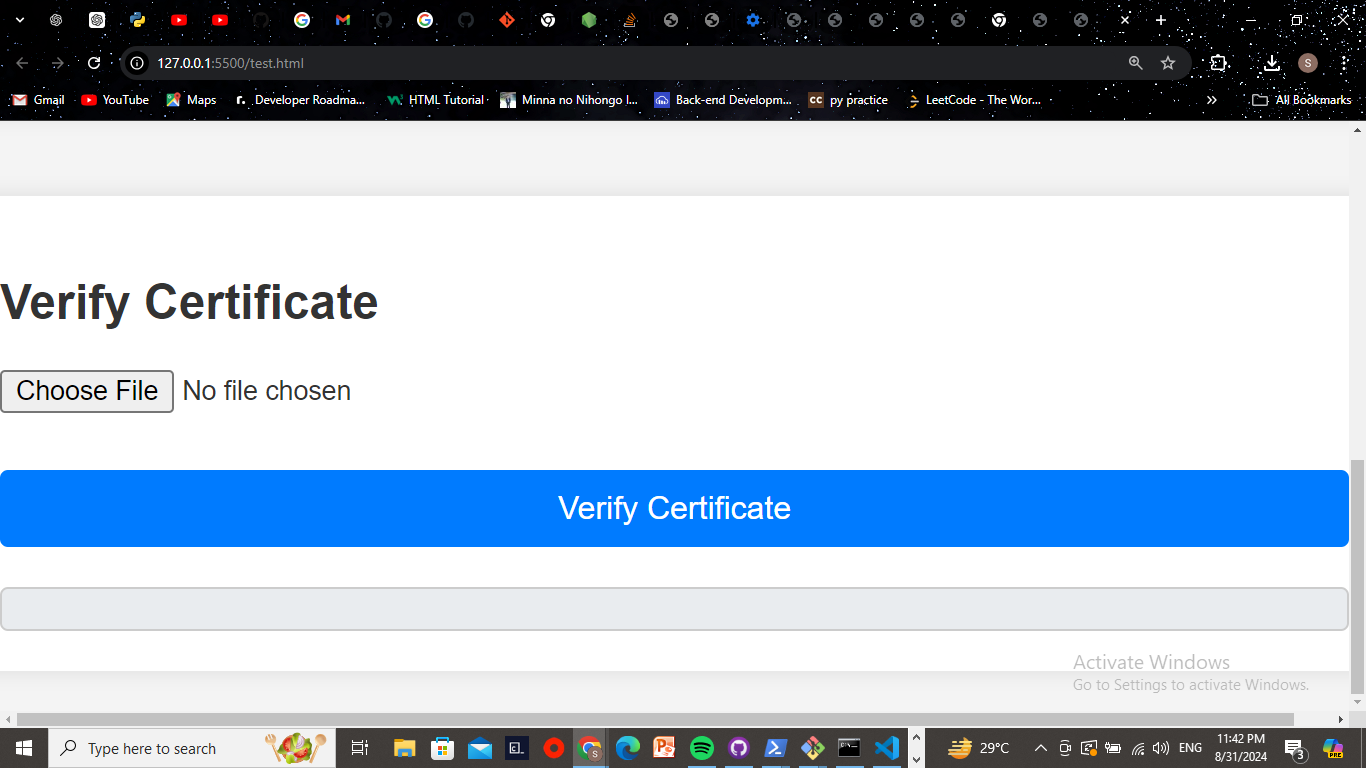 127.0.0.1:5500/test.html
S
Gmail
YouTube
Maps
Developer Roadma...
HTML Tutorial
Minna no Nihongo I...
Back-end Developm...
CC py practice
LeetCode - The Wor...
»
All Bookmarks
Verify Certificate
Choose File No file chosen
Verify Certificate
Activate Windows
Go to Settings to activate Windows.
Type here to search
29°C
ENG
11:42 PM
8/31/2024
3
PRE